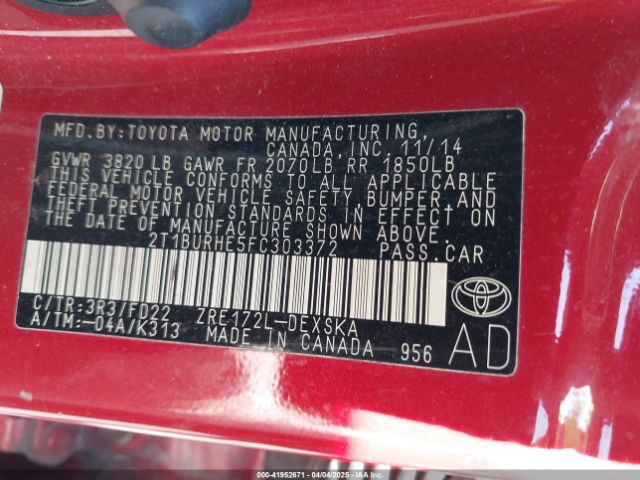 MFD.BY:TOYOTA MOTOR MANUFACTURING,
CANADA, INC. 11/14
GVWR 3820 LB GAWR FR 2070LB RR 1850LB
THIS VEHICLE CONFORMS TO ALL APPLICABLE
FEDERAL MOTOR VEHICLE SAFETY, BUMPER, AND
THEFT PREVENTION STANDARDS IN EFFECT ON
THE DATE OF MANUFACTURE SHOWN ABOVE.
2T1BURHE5FC303372 PASS.CAR
C/TR:3R3/FD22 ZRE172L-DEXSKA
A/TM:-04A/K313 MADE IN CANADA 956
AD
000-41952671 - 04/04/2025 - IAAI.COM